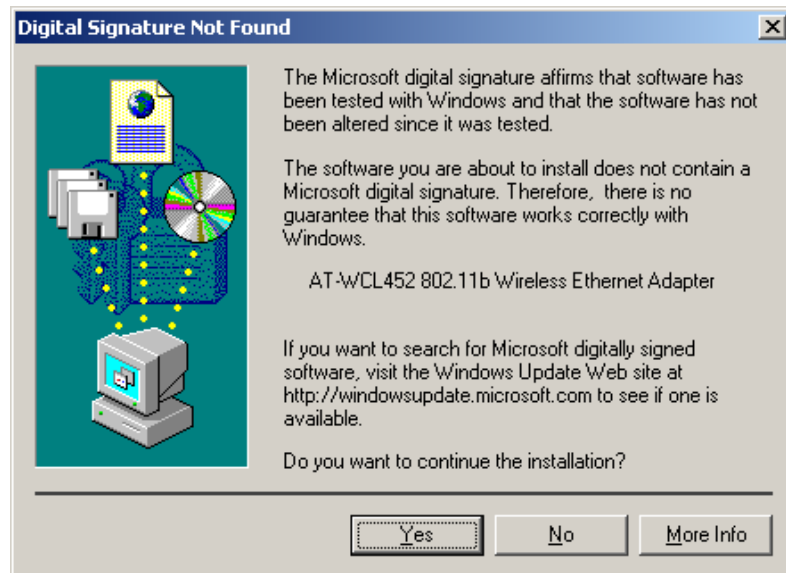 Digital Signature Not Found
The Microsoft digital signature affirms that software has
been tested with Windows and that the software has not
been altered since it was tested.
The software you are about to install does not contain a
Microsoft digital signature. Therefore,  there is no
guarantee that this software works correctly with
Windows.
AT-WCL452 802.11b Wireless Ethernet Adapter
If you want to search for Microsoft digitally signed
software, visit the Windows Update Web site at
http://windowsupdate.microsoft.com to see if one is
available.
Do you want to continue the installation?
Yes No More Info